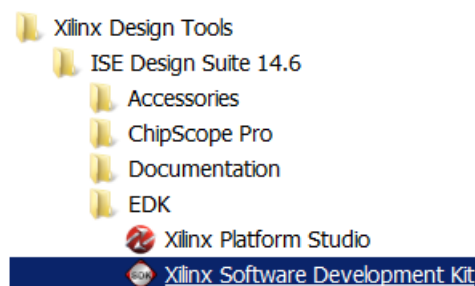 Xilinx Design Tools
ISE Design Suite 14.6
Accessories
ChipScope Pro
Documentation
EDK
Xilinx Platform Studio
SDK Xilinx Software Development Kit